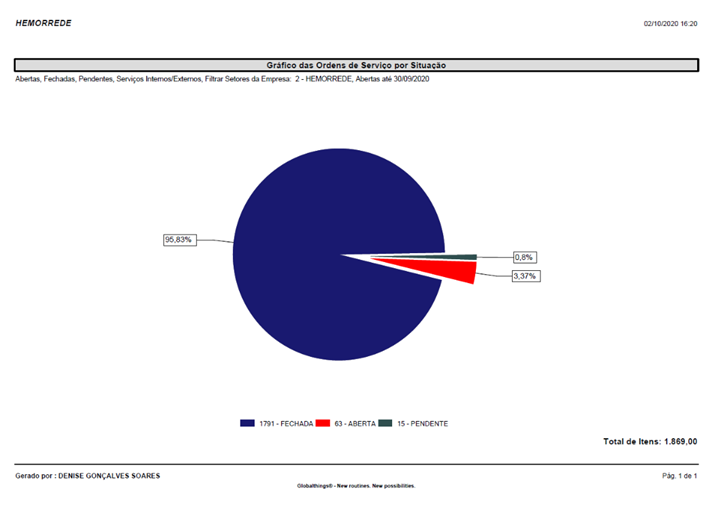 HEMORREDE
02/10/2020 16:20
Gráfico das Ordens de Serviço por Situação
Abertas, Fechadas, Pendentes, Serviços Internos/Externos, Filtrar Setores da Empresa: 2 - HEMORREDE, Abertas até 30/09/2020
95,83%
0,8%
3,37%
1791 - FECHADA 63 - ABERTA 15 - PENDENTE
Total de Itens: 1.869,00
Gerado por : DENISE GONÇALVES SOARES
Pág. 1 de 1
Globalthings® - New routines. New possibilities.